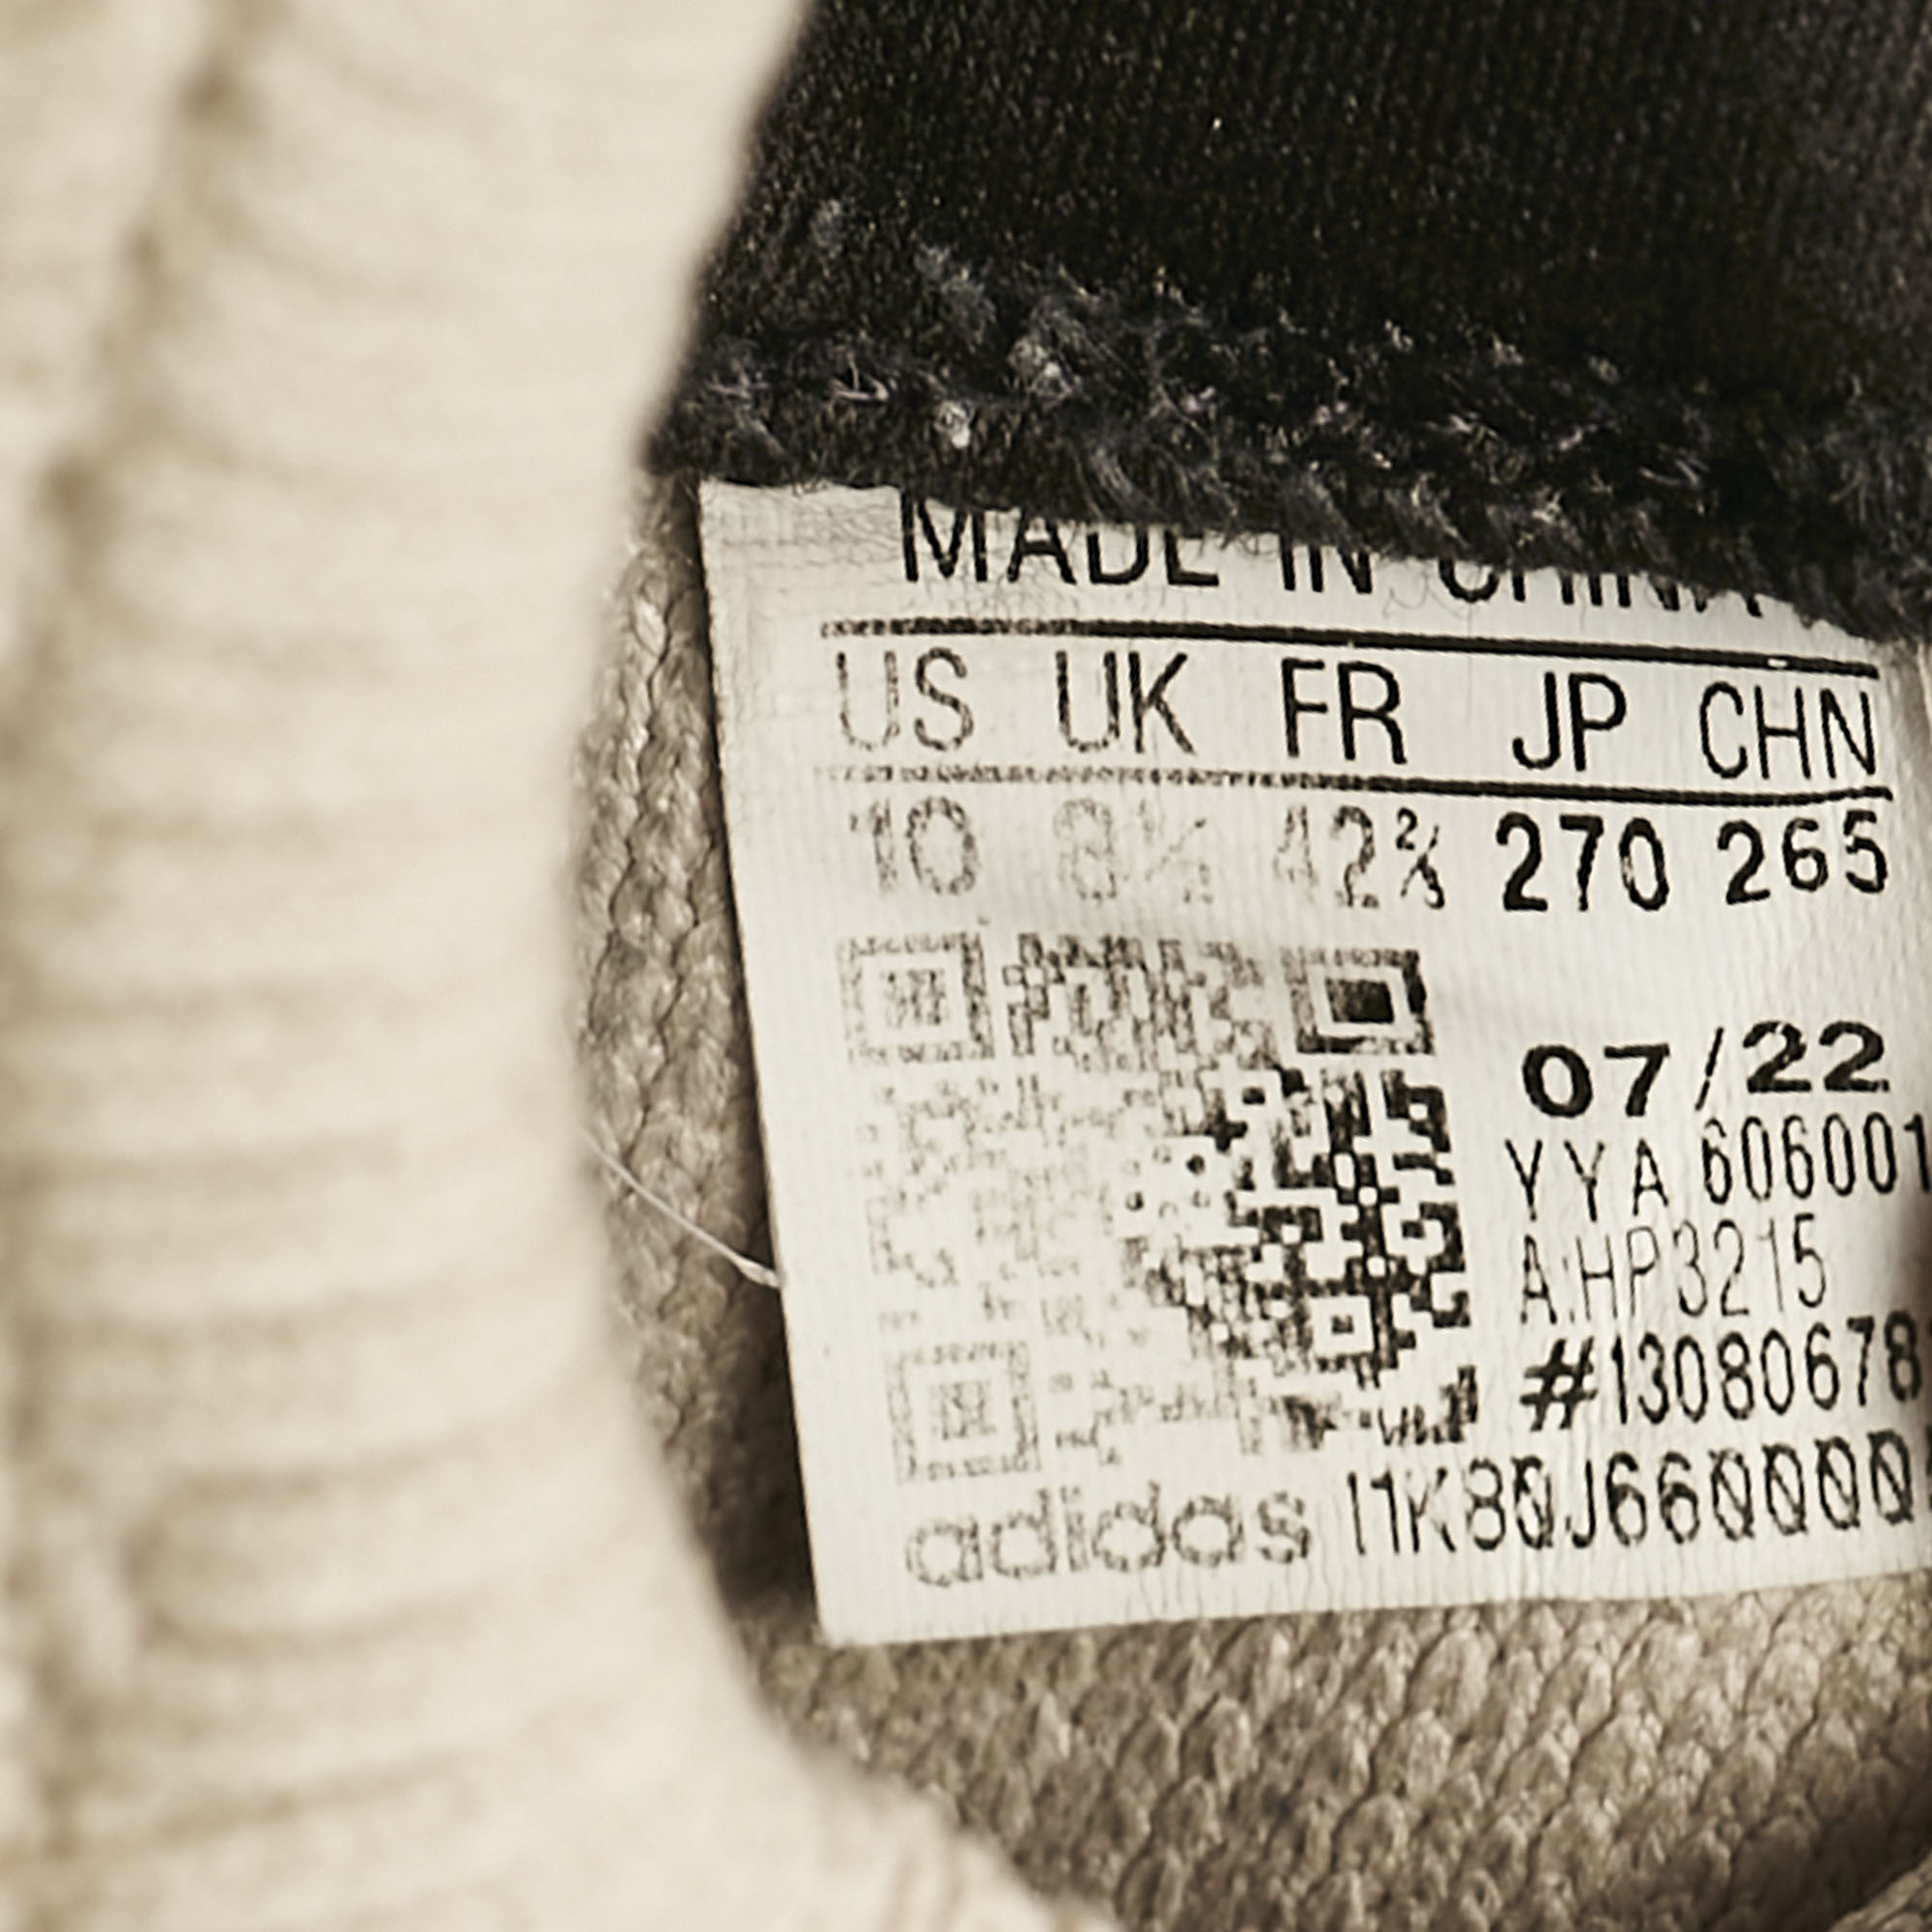 MADE IN CHINA
US UK FR JP CHN
10 8½ 42⅔ 270 265
07/22
YYA 606001
A:HP3215
#13080678
adidas I1K80J660000